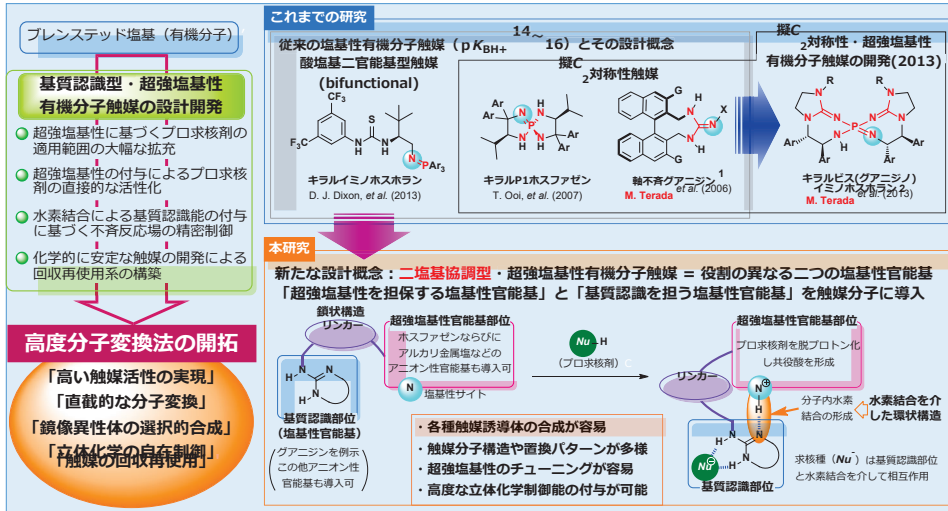 ブレンステッド塩基（有機分子）
基質認識型・超強塩基性
有機分子触媒の設計開発
超強塩基性に基づくプロ求核剤の
適用範囲の大幅な拡充
超強塩基性の付与によるプロ求核
剤の直接的な活性化
水素結合による基質認識能の付与
に基づく不斉反応場の精密制御
化学的に安定な触媒の開発による
回収再使用系の構築
高度分子変換法の開拓
「高い触媒活性の実現」
「直截的な分子変換」
「鏡像異性体の選択的合成」
「立体化学の自在制御」
「触媒の回収再使用」
これまでの研究
従来の塩基性有機分子触媒（pKBH+ 14～16）とその設計概念
酸塩基二官能基型触媒
(bifunctional)
CF3
F3C
S
N
H
N
H
N
PAr3
キラルイミノホスホラン
D. J. Dixon, et al. (2013)
擬C2対称性触媒
Ar
Ar
H
N
N
H
N
P
H
N
N
H
Ar
Ar
キラルP1ホスファゼン
T. Ooi, et al. (2007)
G
H
N
X
N
N
H
G
軸不斉グアニジン1
M. Terada et al. (2006)
擬C2対称性・超強塩基性
有機分子触媒の開発(2013)
R
R
N
N
N
N
P
N
N
H
Ar
Ar
Ar
Ar
キラルビス(グアニジノ)
イミノホスホラン2
M. Terada et al. (2013)
本研究
新たな設計概念：二塩基協調型・超強塩基性有機分子触媒 = 役割の異なる二つの塩基性官能基
「超強塩基性を担保する塩基性官能基」と「基質認識を担う塩基性官能基」を触媒分子に導入
鎖状構造
リンカー
超強塩基性官能基部位
ホスファゼンならびに
アルカリ金属塩などの
アニオン性官能基も導入可
N
塩基性サイト
H
N
N
H
N
基質認識部位
（塩基性官能基）
グアニジンを例示
この他アニオン性
官能基も導入可
Nu
H
（プロ求核剤）
・各種触媒誘導体の合成が容易
・触媒分子構造や置換パターンが多様
・超強塩基性のチューニングが容易
・高度な立体化学制御能の付与が可能
超強塩基性官能基部位
プロ求核剤を脱プロトン化
し共役酸を形成
リンカー
N
⊕
H
分子内水素
結合の形成
水素結合を介
した環状構造
H
N
N
H
N
Nu
⊖
基質認識部位
求核種（Nu-）は基質認識部位
と水素結合を介して相互作用